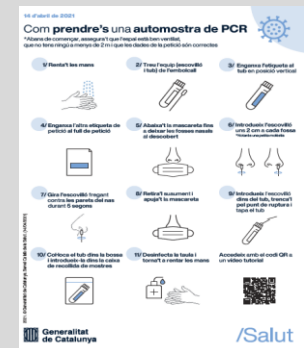 14 d'abril de 2021
Com prendre's una automostra de PCR
*Abans de començar, assegura't que l'espai està ben ventilat,
que no tens ningú a menys de 2 m i que les dades de la petició són correctes
1/ Renta't les mans
2/ Treu l'equip (escovilló
i tub) de l'embolcall
3/ Enganxa l'etiqueta al
tub en posició vertical
4/ Enganxa l'altra etiqueta de
petició al full de petició
5/ Abaixa't la mascareta fins
a deixar les fosses nasals
al descobert
6/ Introdueix l'escovilló
uns 2 cm a cada fossa
7/ Gira l'escovilló fregant
contra les parets del nas
durant 5 segons
8/ Retira'l suaument i
apuja't la mascareta
9/ Introdueix l'escovilló
dins del tub, trenca'l
pel punt de ruptura i
tapa el tub
10/ Col·loca el tub dins la bossa
i introdueix-la dins la caixa
de recollida de mostres
11/ Desinfecta la taula i
torna't a rentar les mans
Accedeix amb el codi QR a
un vídeo tutorial
Generalitat
de Catalunya
/Salut